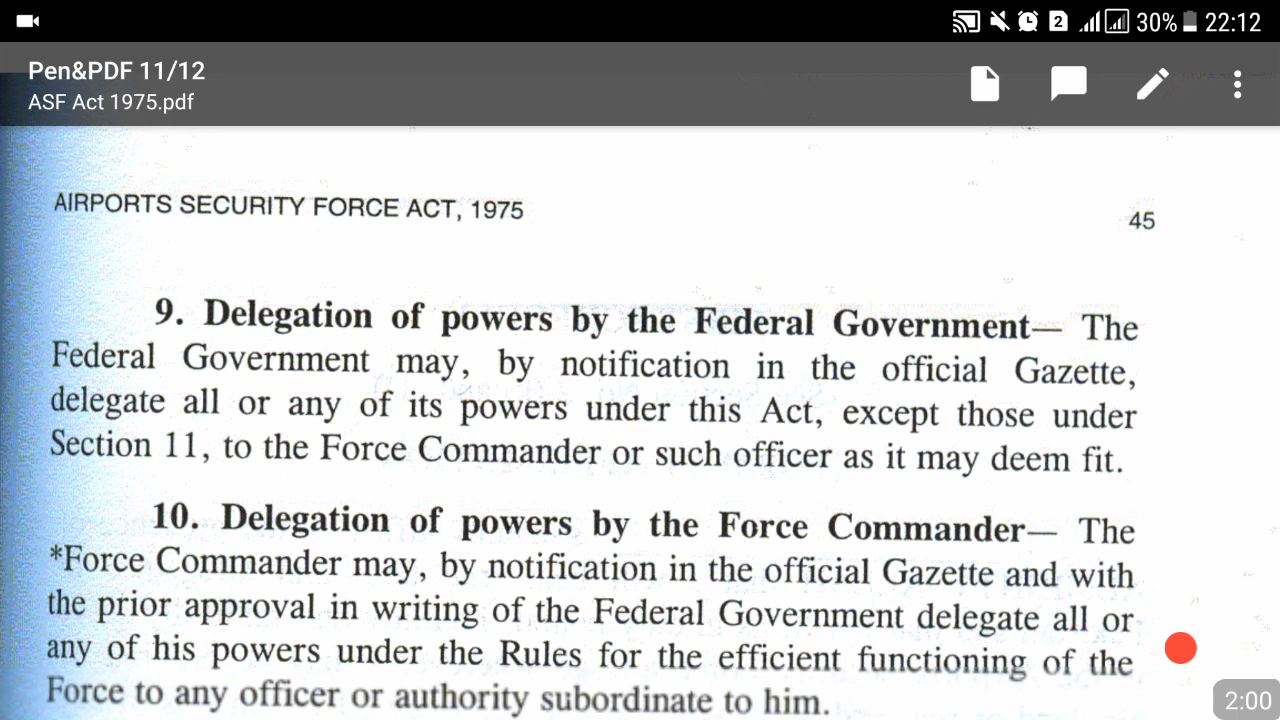 2 30% 22:12
Pen&PDF 11/12
ASF Act 1975.pdf
AIRPORTS SECURITY FORCE ACT, 1975 45
9. Delegation of powers by the Federal Government— The
Federal Government may, by notification in the official Gazette,
delegate all or any of its powers under this Act, except those under
Section 11, to the Force Commander or such officer as it may deem fit.
10. Delegation of powers by the Force Commander— The
*Force Commander may, by notification in the official Gazette and with
the prior approval in writing of the Federal Government delegate all or
any of his powers under the Rules for the efficient functioning of the
Force to any officer or authority subordinate to him.
2:00